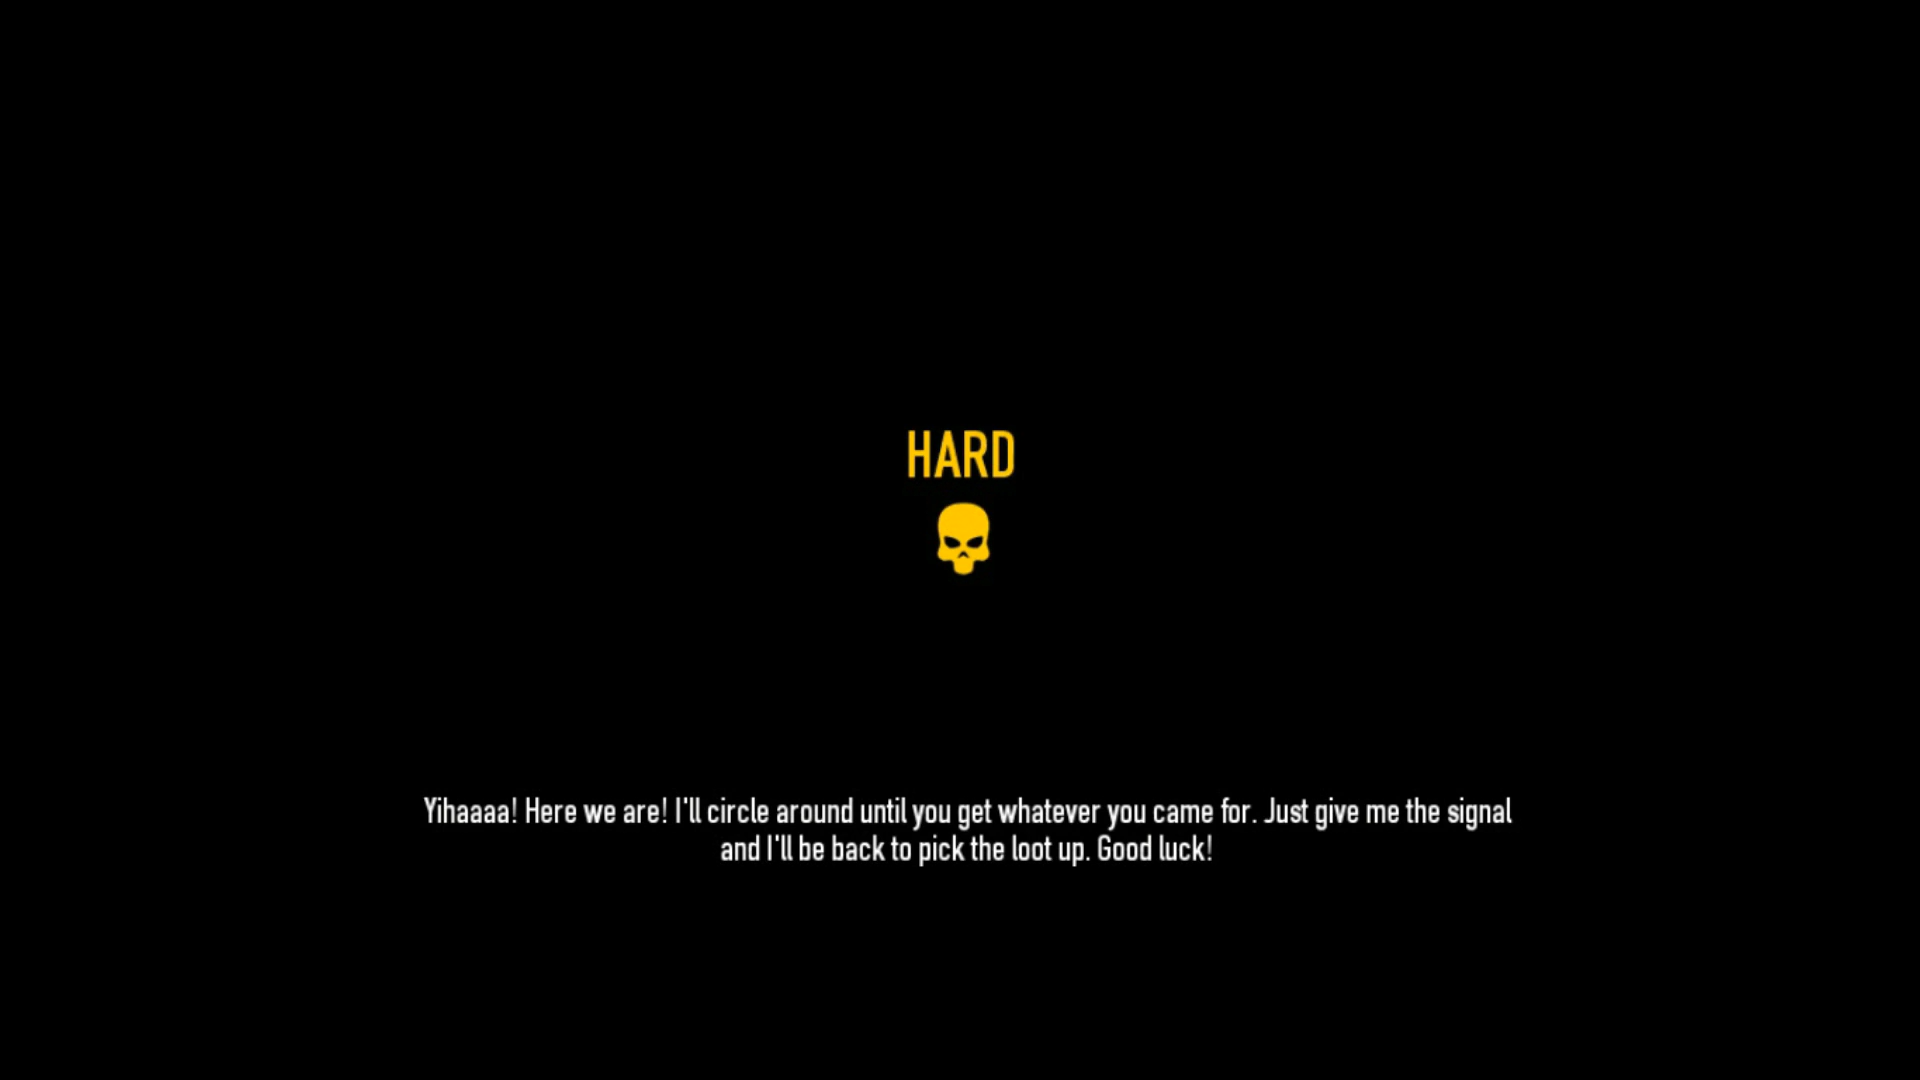 HARD
Yihaaaa! Here we are! I'll circle around until you get whatever you came for. Just give me the signal
and I'll be back to pick the loot up. Good luck!